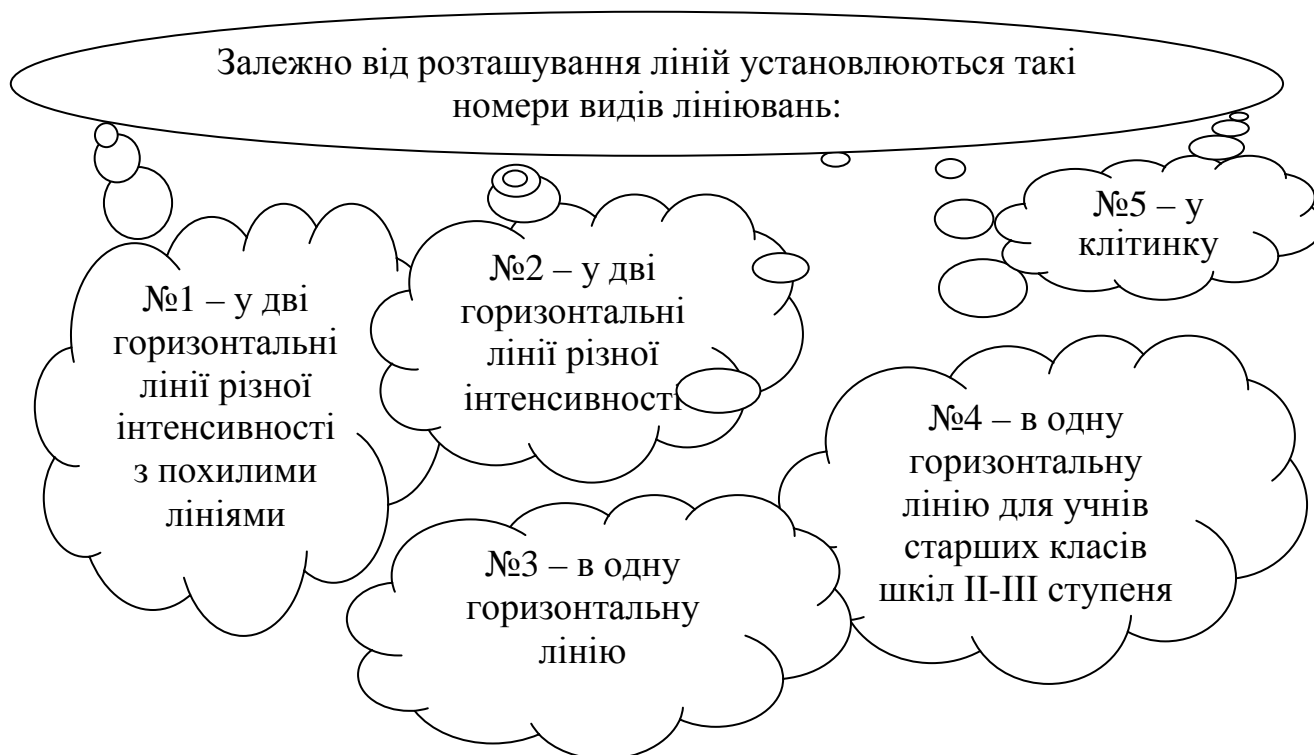 Залежно від розташування ліній установлюються такі
номери видів лініювань:
№1 – у дві
горизонтальні
лінії різної
інтенсивності
з похилими
лініями
№2 – у дві
горизонтальні
лінії різної
інтенсивності
№3 – в одну
горизонтальну
лінію
№4 – в одну
горизонтальну
лінію для учнів
старших класів
шкіл ІІ-ІІІ ступеня
№5 – у
клітинку